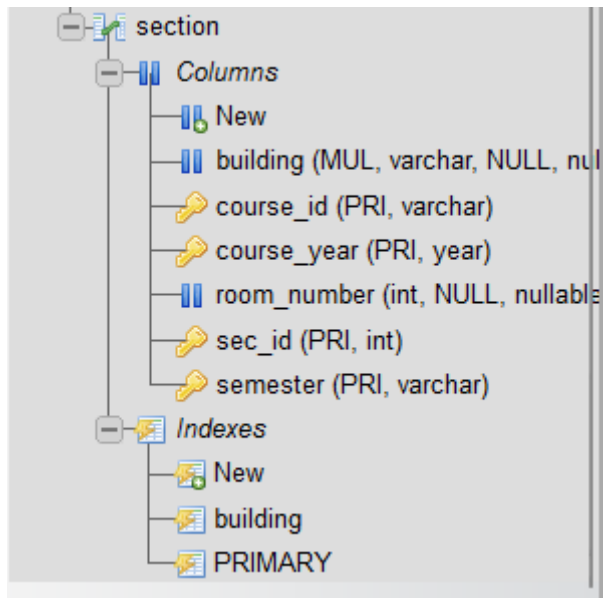 section
Columns
New
building (MUL, varchar, NULL, nul
course_id (PRI, varchar)
course_year (PRI, year)
room_number (int, NULL, nullable
sec_id (PRI, int)
semester (PRI, varchar)
Indexes
New
building
PRIMARY